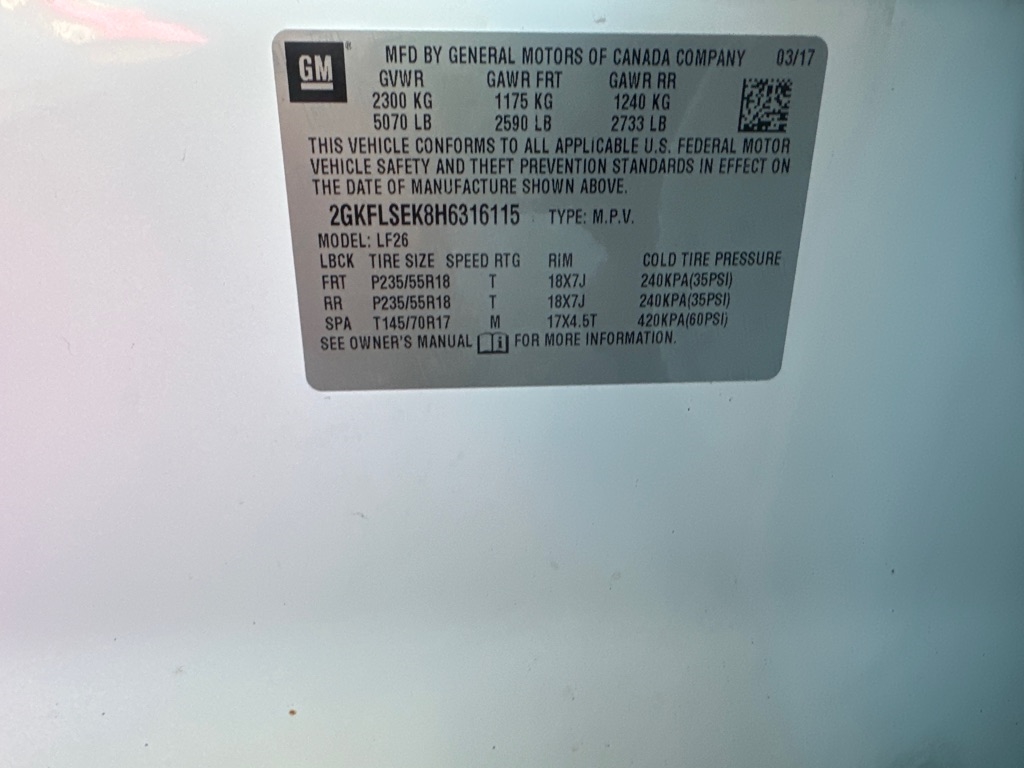 GM® MFD BY GENERAL MOTORS OF CANADA COMPANY 03/17
GVWR GAWR FRT GAWR RR
2300 KG 1175 KG 1240 KG
5070 LB 2590 LB 2733 LB
THIS VEHICLE CONFORMS TO ALL APPLICABLE U.S. FEDERAL MOTOR
VEHICLE SAFETY AND THEFT PREVENTION STANDARDS IN EFFECT ON
THE DATE OF MANUFACTURE SHOWN ABOVE.
2GKFLSEK8H6316115 TYPE: M.P.V.
MODEL: LF26
LBCK TIRE SIZE SPEED RTG RIM COLD TIRE PRESSURE
FRT P235/55R18 T 18X7J 240KPA(35PSI)
RR P235/55R18 T 18X7J 240KPA(35PSI)
SPA T145/70R17 M 17X4.5T 420KPA(60PSI)
SEE OWNER'S MANUAL i FOR MORE INFORMATION.